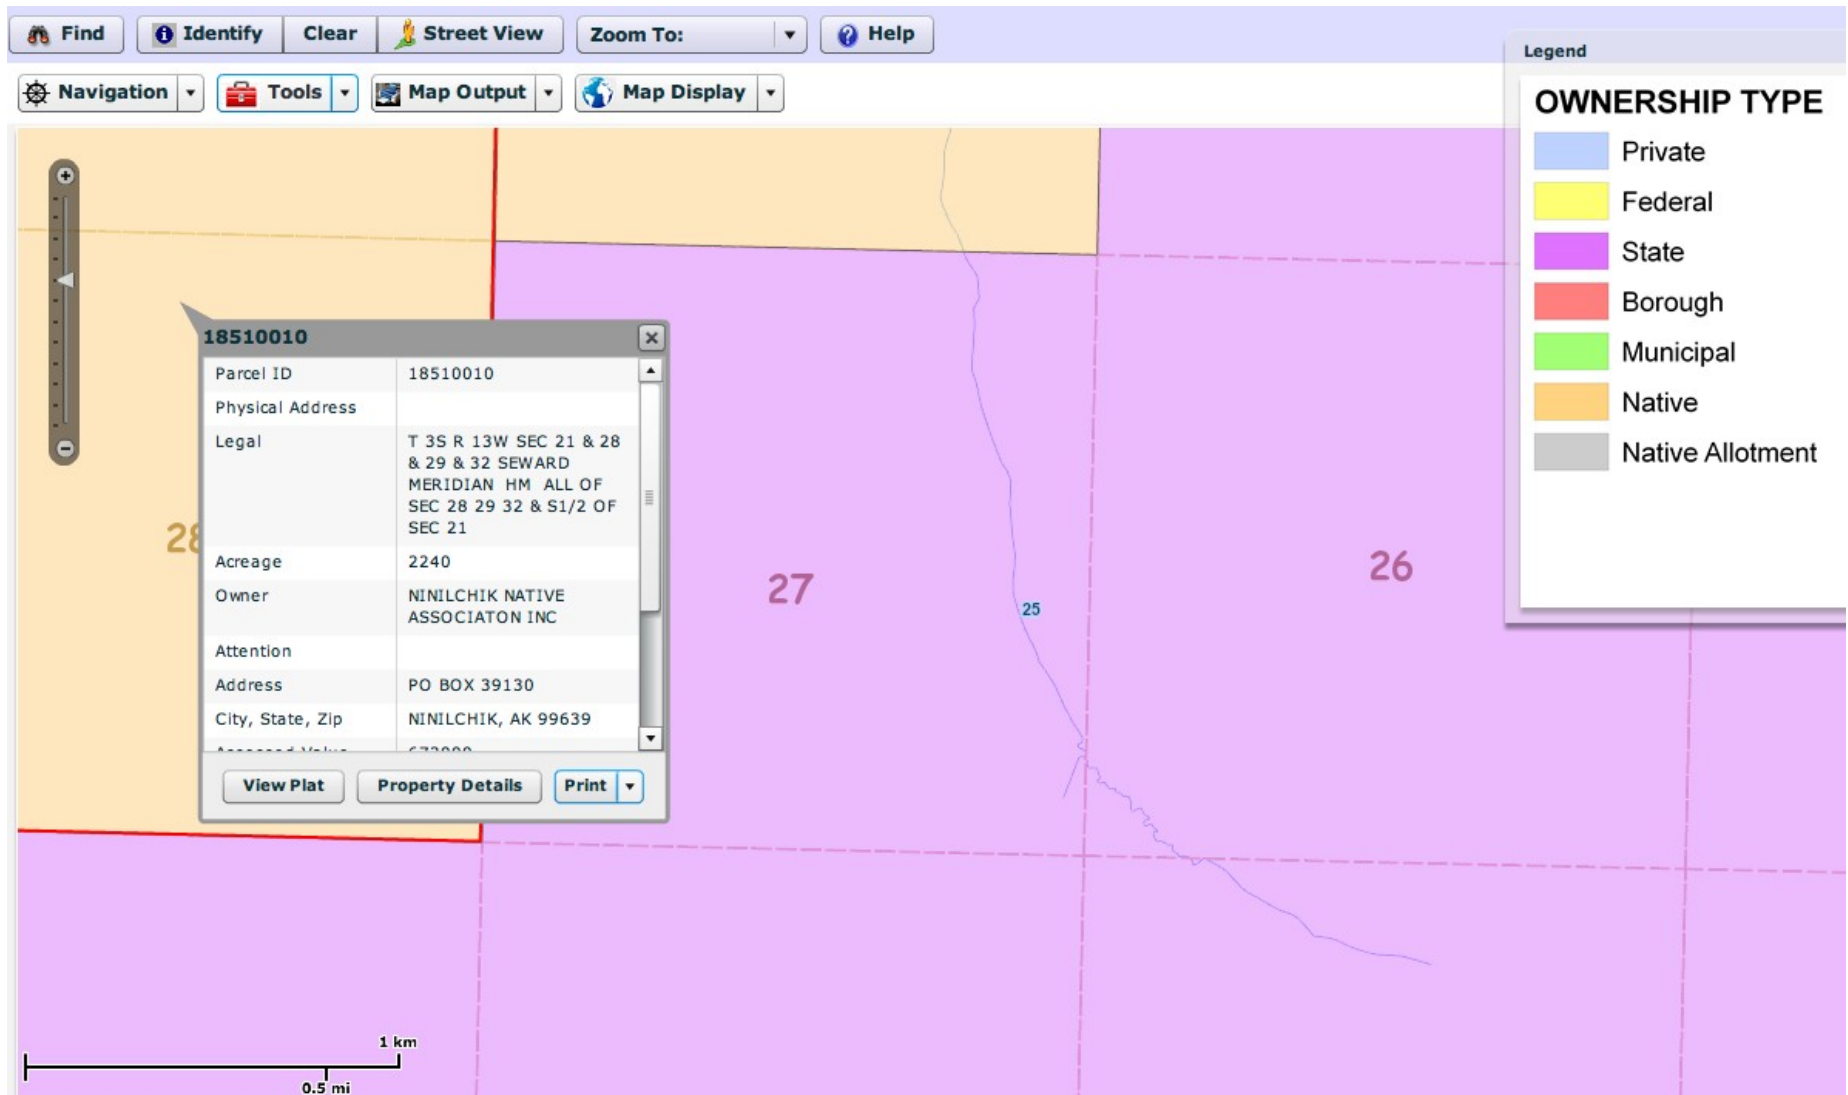 Find
Identify
Clear
Street View
Zoom To:
Help
Navigation
Tools
Map Output
Map Display
Legend
OWNERSHIP TYPE
Private
Federal
State
Borough
Municipal
Native
Native Allotment
18510010
Parcel ID 18510010
Physical Address
Legal T 3S R 13W SEC 21 & 28
& 29 & 32 SEWARD
MERIDIAN HM ALL OF
SEC 28 29 32 & S1/2 OF
SEC 21
Acreage 2240
Owner NINILCHIK NATIVE
ASSOCIATON INC
Attention
Address PO BOX 39130
City, State, Zip NINILCHIK, AK 99639
Assessed Value
View Plat
Property Details
Print
28
27
26
25
1 km
0.5 mi